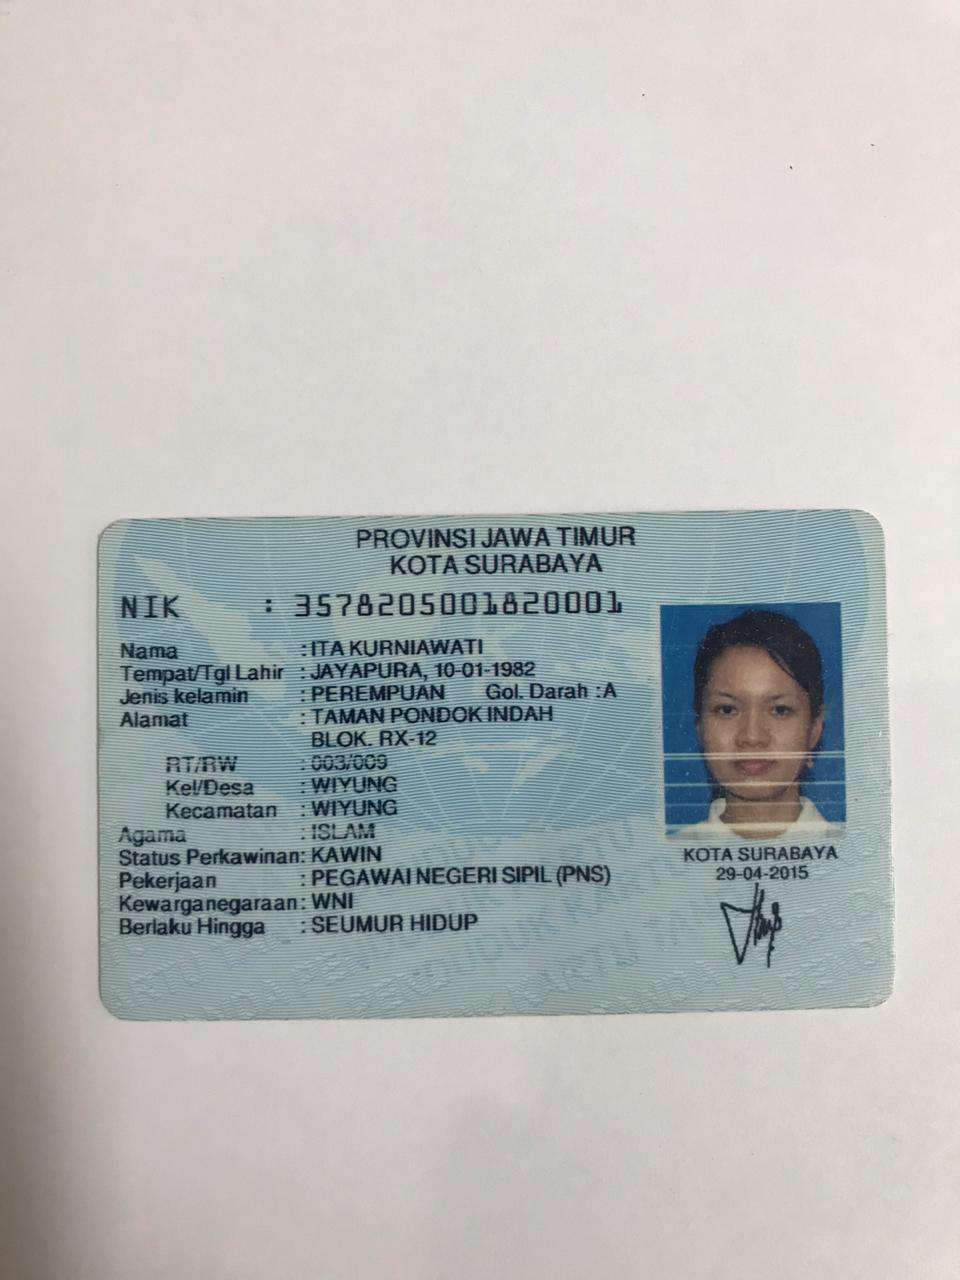 PROVINSI JAWA TIMUR
KOTA SURABAYA
NIK : 3578205001820001
Nama : ITA KURNIAWATI
Tempat/Tgl Lahir : JAYAPURA, 10-01-1982
Jenis kelamin : PEREMPUAN Gol. Darah : A
Alamat : TAMAN PONDOK INDAH
BLOK. RX-12
RT/RW : 003/009
Kel/Desa : WIYUNG
Kecamatan : WIYUNG
Agama : ISLAM
Status Perkawinan: KAWIN
Pekerjaan : PEGAWAI NEGERI SIPIL (PNS)
Kewarganegaraan: WNI
Berlaku Hingga : SEUMUR HIDUP
KOTA SURABAYA
29-04-2015